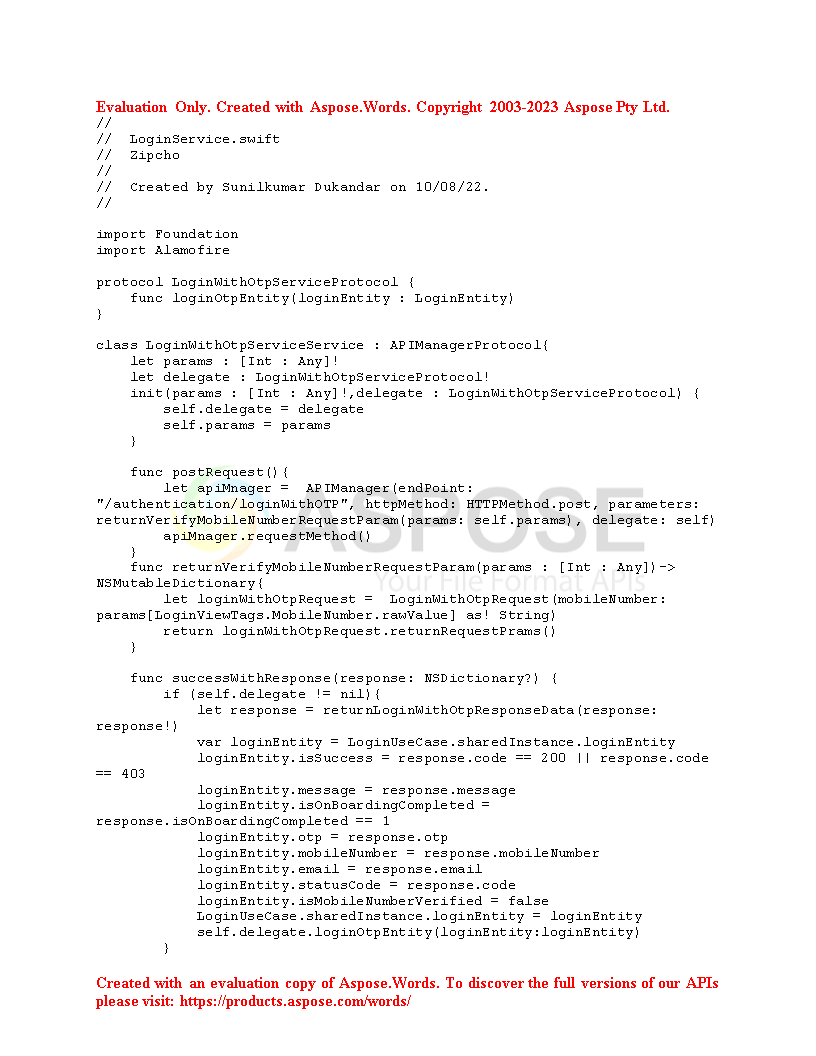 Evaluation Only. Created with Aspose.Words. Copyright 2003-2023 Aspose Pty Ltd.
//
//  LoginService.swift
//  Zipcho
//
//  Created by Sunilkumar Dukandar on 10/08/22.
//

import Foundation
import Alamofire

protocol LoginWithOtpServiceProtocol {
    func loginOtpEntity(loginEntity : LoginEntity)
}

class LoginWithOtpServiceService : APIManagerProtocol{
    let params : [Int : Any]!
    let delegate : LoginWithOtpServiceProtocol!
    init(params : [Int : Any]!,delegate : LoginWithOtpServiceProtocol) {
        self.delegate = delegate
        self.params = params
    }

    func postRequest(){
        let apiMnager =  APIManager(endPoint:
"/authentication/loginWithOTP", httpMethod: HTTPMethod.post, parameters:
returnVerifyMobileNumberRequestParam(params: self.params), delegate: self)
        apiMnager.requestMethod()
    }
    func returnVerifyMobileNumberRequestParam(params : [Int : Any])->
NSMutableDictionary{
        let loginWithOtpRequest =  LoginWithOtpRequest(mobileNumber:
params[LoginViewTags.MobileNumber.rawValue] as! String)
        return loginWithOtpRequest.returnRequestPrams()
    }

    func successWithResponse(response: NSDictionary?) {
        if (self.delegate != nil){
            let response = returnLoginWithOtpResponseData(response:
response!)
            var loginEntity = LoginUseCase.sharedInstance.loginEntity
            loginEntity.isSuccess = response.code == 200 || response.code
== 403
            loginEntity.message = response.message
            loginEntity.isOnBoardingCompleted =
response.isOnBoardingCompleted == 1
            loginEntity.otp = response.otp
            loginEntity.mobileNumber = response.mobileNumber
            loginEntity.email = response.email
            loginEntity.statusCode = response.code
            loginEntity.isMobileNumberVerified = false
            LoginUseCase.sharedInstance.loginEntity = loginEntity
            self.delegate.loginOtpEntity(loginEntity:loginEntity)
        }
ASPOSE
Your File Format APIs
Created with an evaluation copy of Aspose.Words. To discover the full versions of our APIs
please visit: https://products.aspose.com/words/